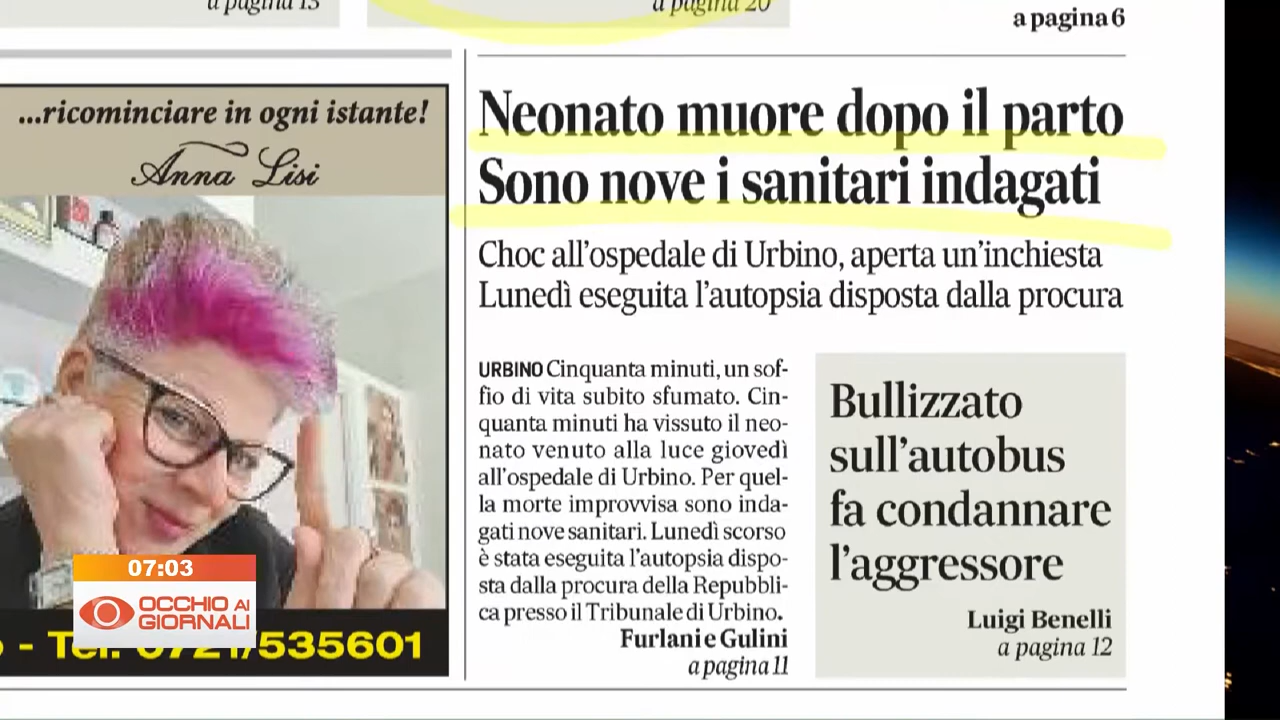 a pagina 13
a pagina 20
a pagina 6
...ricominciare in ogni istante!
Anna Lisi
Neonato muore dopo il parto
Sono nove i sanitari indagati
Choc all'ospedale di Urbino, aperta un'inchiesta
Lunedì eseguita l'autopsia disposta dalla procura
URBINO Cinquanta minuti, un sof-
fio di vita subito sfumato. Cin-
quanta minuti ha vissuto il neo-
nato venuto alla luce giovedì
all'ospedale di Urbino. Per quel-
la morte improvvisa sono inda-
gati nove sanitari. Lunedì scorso
è stata eseguita l'autopsia dispo-
sta dalla procura della Repubbli-
ca presso il Tribunale di Urbino.
Furlani e Gulini
a pagina 11
Bullizzato
sull'autobus
fa condannare
l'aggressore
Luigi Benelli
a pagina 12
07:03
OCCHIO AI
GIORNALI
- Tel. 0721/535601